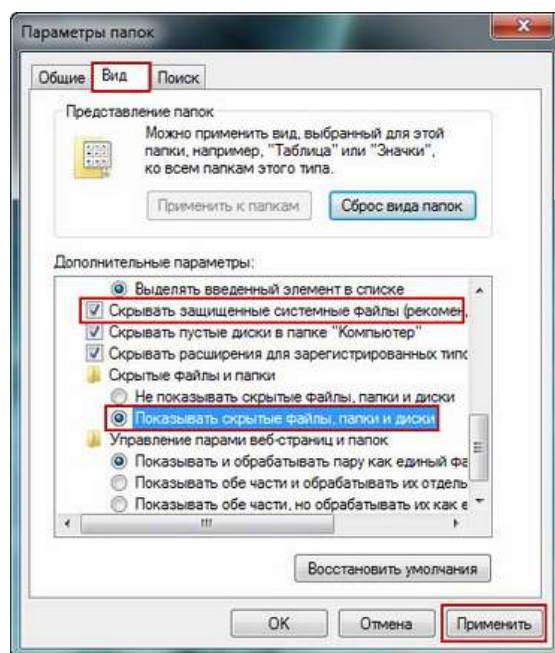 Параметры папок
Общие Вид Поиск
Представление папок
Можно применить вид, выбранный для этой
папки, например, "Таблица" или "Значки",
ко всем папкам этого типа.
Применить к папкам Сброс вида папок
Дополнительные параметры:
Выделять введенный элемент в списке
Скрывать защищенные системные файлы (рекомен
Скрывать пустые диски в папке "Компьютер"
Скрывать расширения для зарегистрированных типо
Скрытые файлы и папки
Не показывать скрытые файлы, папки и диски
Показывать скрытые файлы, папки и диски
Управление парами веб-страниц и папок
Показывать и обрабатывать пару как единый фа
Показывать обе части и обрабатывать их отдель
Показывать обе части, но обрабатывать их как е
Восстановить умолчания
OK Отмена Применить